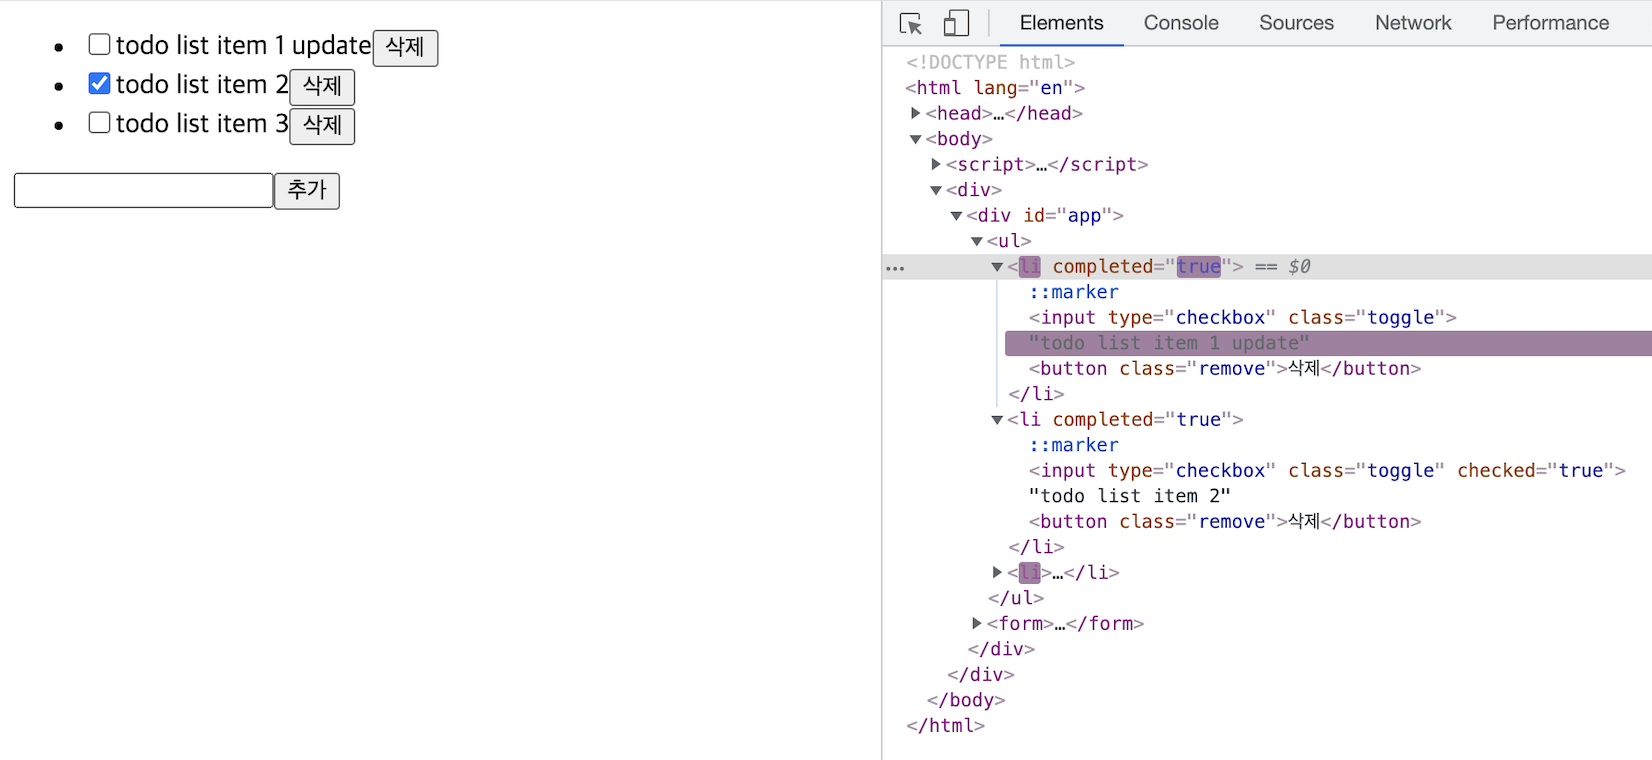 todo list item 1 update 삭제
todo list item 2 삭제
todo list item 3 삭제
추가
Elements Console Sources Network Performance
<!DOCTYPE html>
<html lang="en">
<head>…</head>
<body>
<script>…</script>
<div>
<div id="app">
<ul>
<li completed="true"> == $0
::marker
<input type="checkbox" class="toggle">
"todo list item 1 update"
<button class="remove">삭제</button>
</li>
<li completed="true">
::marker
<input type="checkbox" class="toggle" checked="true">
"todo list item 2"
<button class="remove">삭제</button>
</li>
<li>…</li>
</ul>
<form>…</form>
</div>
</div>
</body>
</html>